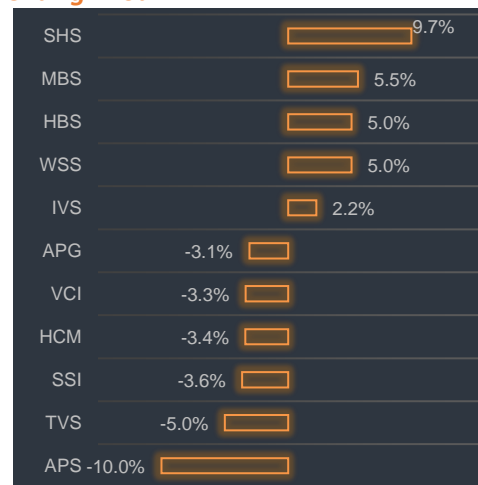 SHS 9.7%
MBS 5.5%
HBS 5.0%
WSS 5.0%
IVS 2.2%
APG -3.1%
VCI -3.3%
HCM -3.4%
SSI -3.6%
TVS -5.0%
APS -10.0%